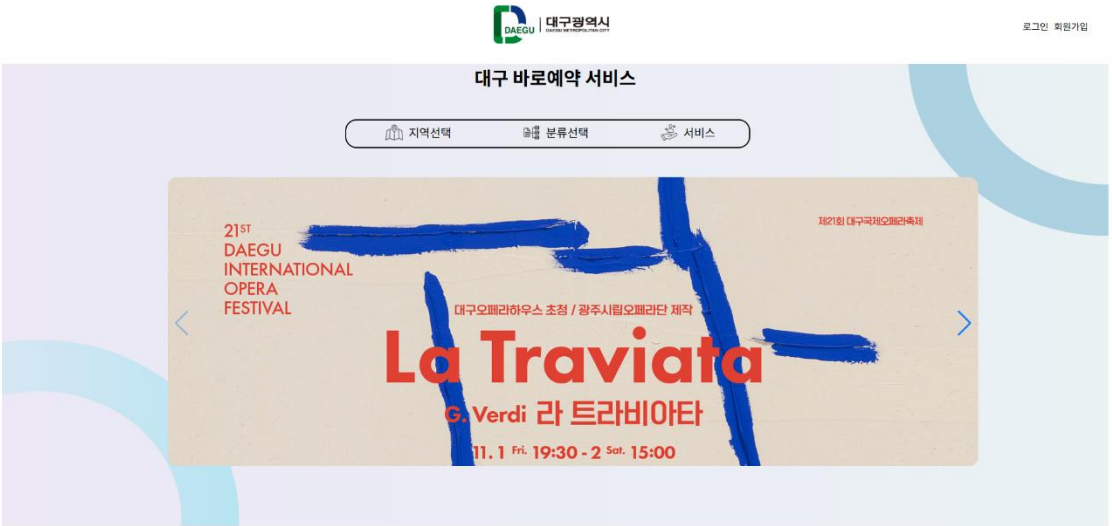 DAEGU
대구광역시
DAEGU METROPOLITAN CITY
로그인 회원가입
대구 바로예약 서비스
지역선택 분류선택 서비스
21ST
DAEGU
INTERNATIONAL
OPERA
FESTIVAL
제21회 대구국제오페라축제
대구오페라하우스 초청 / 광주시립오페라단 제작
La Traviata
G. Verdi 라 트라비아타
11. 1 Fri. 19:30 - 2 Sat. 15:00